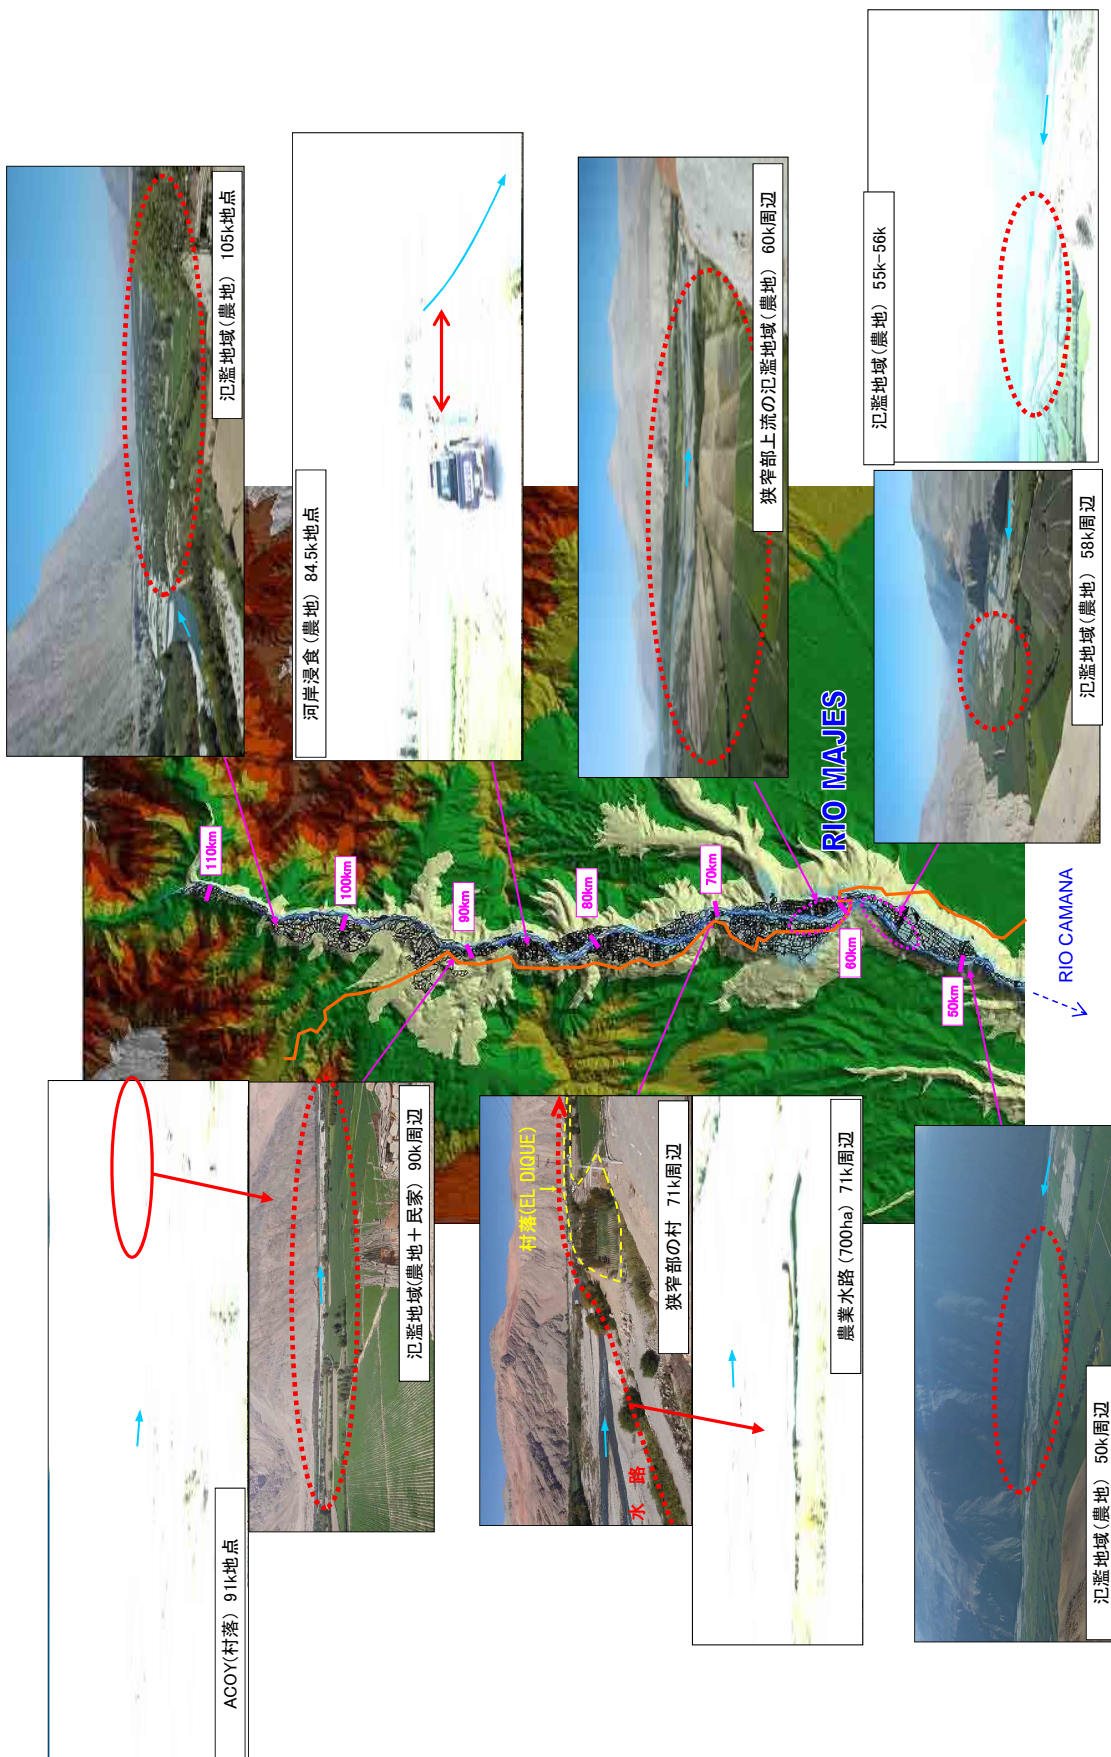 ACOY(村落) 91k地点
氾濫地域(農地+民家) 90k周辺
村落(EL DIQUE)
水 路
狭窄部の村 71k周辺
農業水路(700ha) 71k周辺
氾濫地域(農地) 50k周辺
110km
100km
90km
80km
70km
60km
50km
RIO MAJES
RIO CAMANA
氾濫地域(農地) 105k地点
河岸浸食(農地) 84.5k地点
狭窄部上流の氾濫地域(農地) 60k周辺
氾濫地域(農地) 58k周辺
氾濫地域(農地) 55k-56k